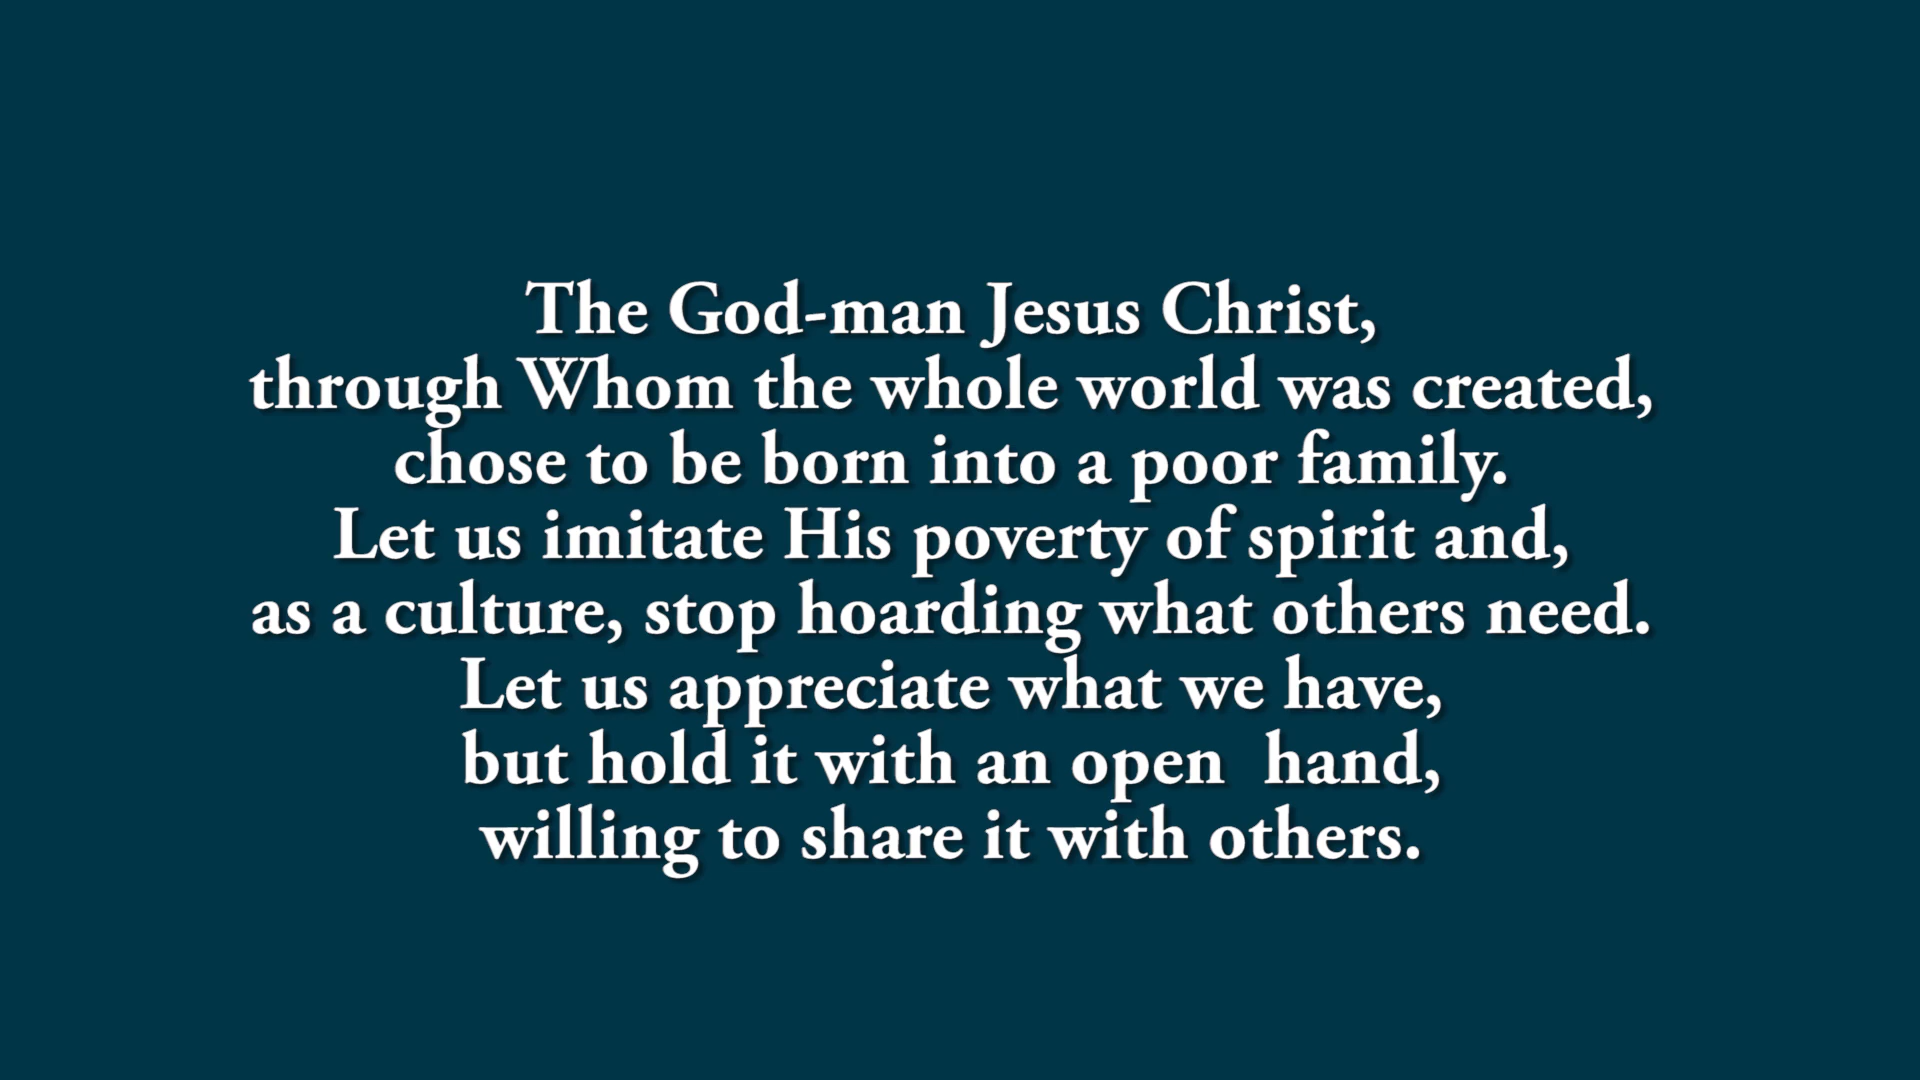 The God-man Jesus Christ,
through Whom the whole world was created,
chose to be born into a poor family.
Let us imitate His poverty of spirit and,
as a culture, stop hoarding what others need.
Let us appreciate what we have,
but hold it with an open  hand,
willing to share it with others.